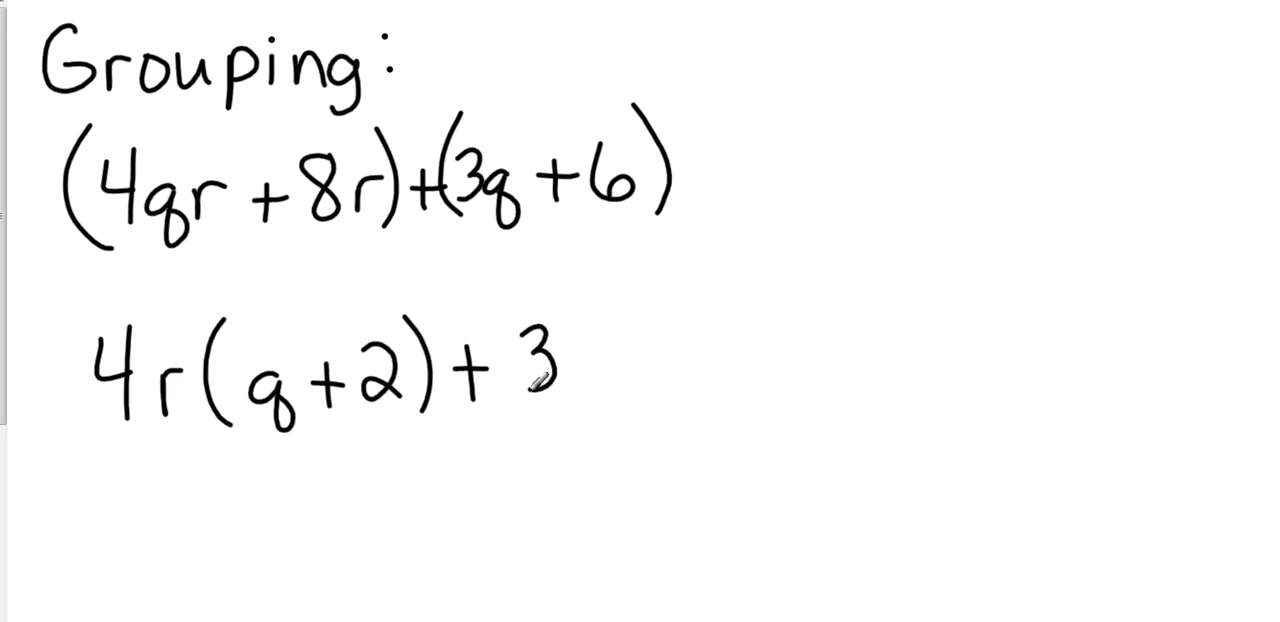 Grouping:
(4qr + 8r) + (3q + 6)
4r(q + 2) + 3